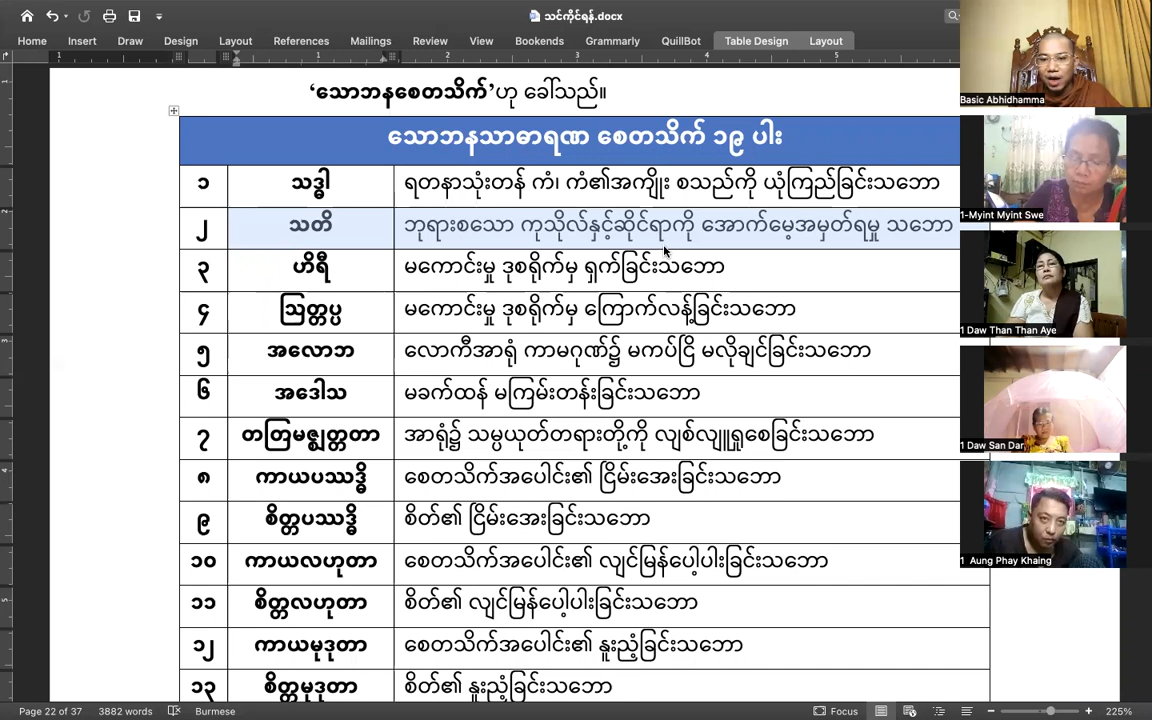 သင်ကိုင်ရန်.docx
Home Insert Draw Design Layout References Mailings Review View Bookends Grammarly QuillBot Table Design Layout
1 1 2 3 4 5
‘သောဘနစေတသိက်’ဟု ခေါ်သည်။
သောဘနသာဓာရဏ စေတသိက် ၁၉ ပါး
၁ သဒ္ဓါ ရတနာသုံးတန် ကံ၊ ကံ၏အကျိုး စသည်ကို ယုံကြည်ခြင်းသဘော
၂ သတိ ဘုရားစသော ကုသိုလ်နှင့်ဆိုင်ရာကို အောက်မေ့အမှတ်ရမှု သဘော
၃ ဟိရီ မကောင်းမှု ဒုစရိုက်မှ ရှက်ခြင်းသဘော
၄ ဩတ္တပ္ပ မကောင်းမှု ဒုစရိုက်မှ ကြောက်လန့်ခြင်းသဘော
၅ အလောဘ လောကီအာရုံ ကာမဂုဏ်၌ မကပ်ငြိ မလိုချင်ခြင်းသဘော
၆ အဒေါသ မခက်ထန် မကြမ်းတန်းခြင်းသဘော
၇ တတြမဇ္ဈတ္တတာ အာရုံ၌ သမ္ပယုတ်တရားတို့ကို လျစ်လျူရှုစေခြင်းသဘော
၈ ကာယပဿဒ္ဓိ စေတသိက်အပေါင်း၏ ငြိမ်းအေးခြင်းသဘော
၉ စိတ္တပဿဒ္ဓိ စိတ်၏ ငြိမ်းအေးခြင်းသဘော
၁၀ ကာယလဟုတာ စေတသိက်အပေါင်း၏ လျင်မြန်ပေါ့ပါးခြင်းသဘော
၁၁ စိတ္တလဟုတာ စိတ်၏ လျင်မြန်ပေါ့ပါးခြင်းသဘော
၁၂ ကာယမုဒုတာ စေတသိက်အပေါင်း၏ နူးညံ့ခြင်းသဘော
၁၃ စိတ္တမုဒုတာ စိတ်၏ နူးညံ့ခြင်းသဘော
Page 22 of 37 3882 words Burmese Focus 225%
Basic Abhidhamma
1-Myint Myint Swe
1 Daw Than Than Aye
1 Daw San Dar
1 Aung Phay Khaing